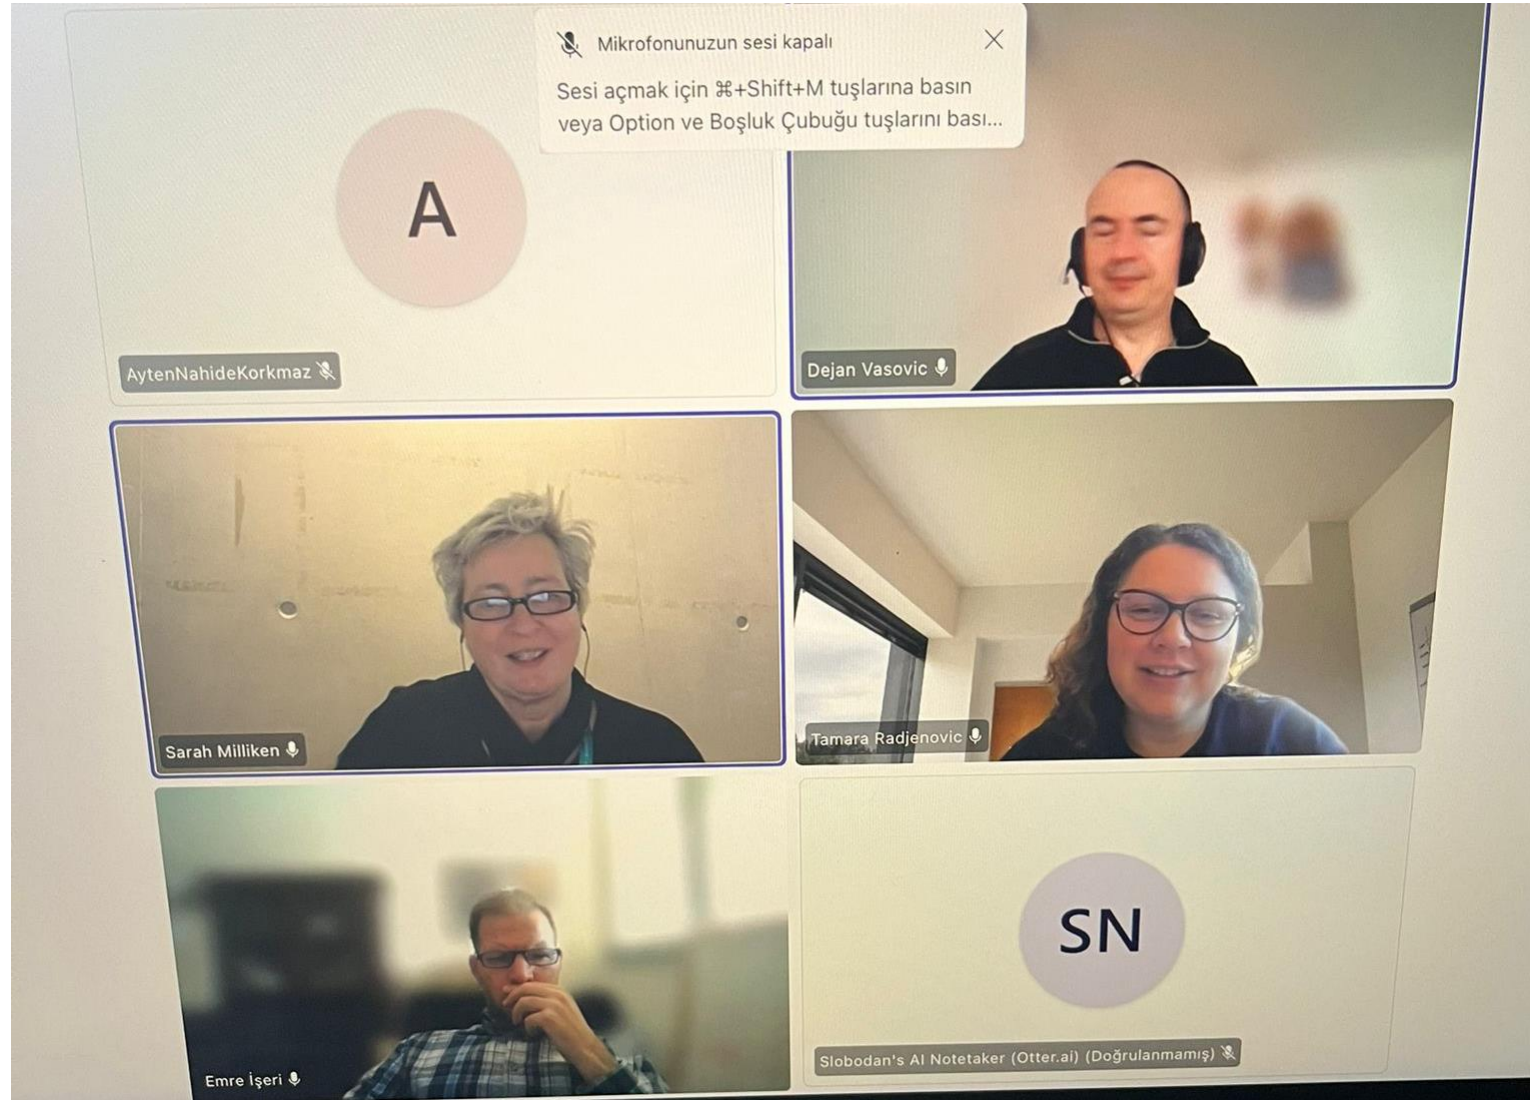 Mikrofonunuzun sesi kapalı
Sesi açmak için ⌘+Shift+M tuşlarına basın
veya Option ve Boşluk Çubuğu tuşlarını bası...
A
AytenNahideKorkmaz
Dejan Vasovic
Sarah Milliken
Tamara Radjenovic
Emre İşeri
SN
Slobodan's AI Notetaker (Otter.ai) (Doğrulanmamış)